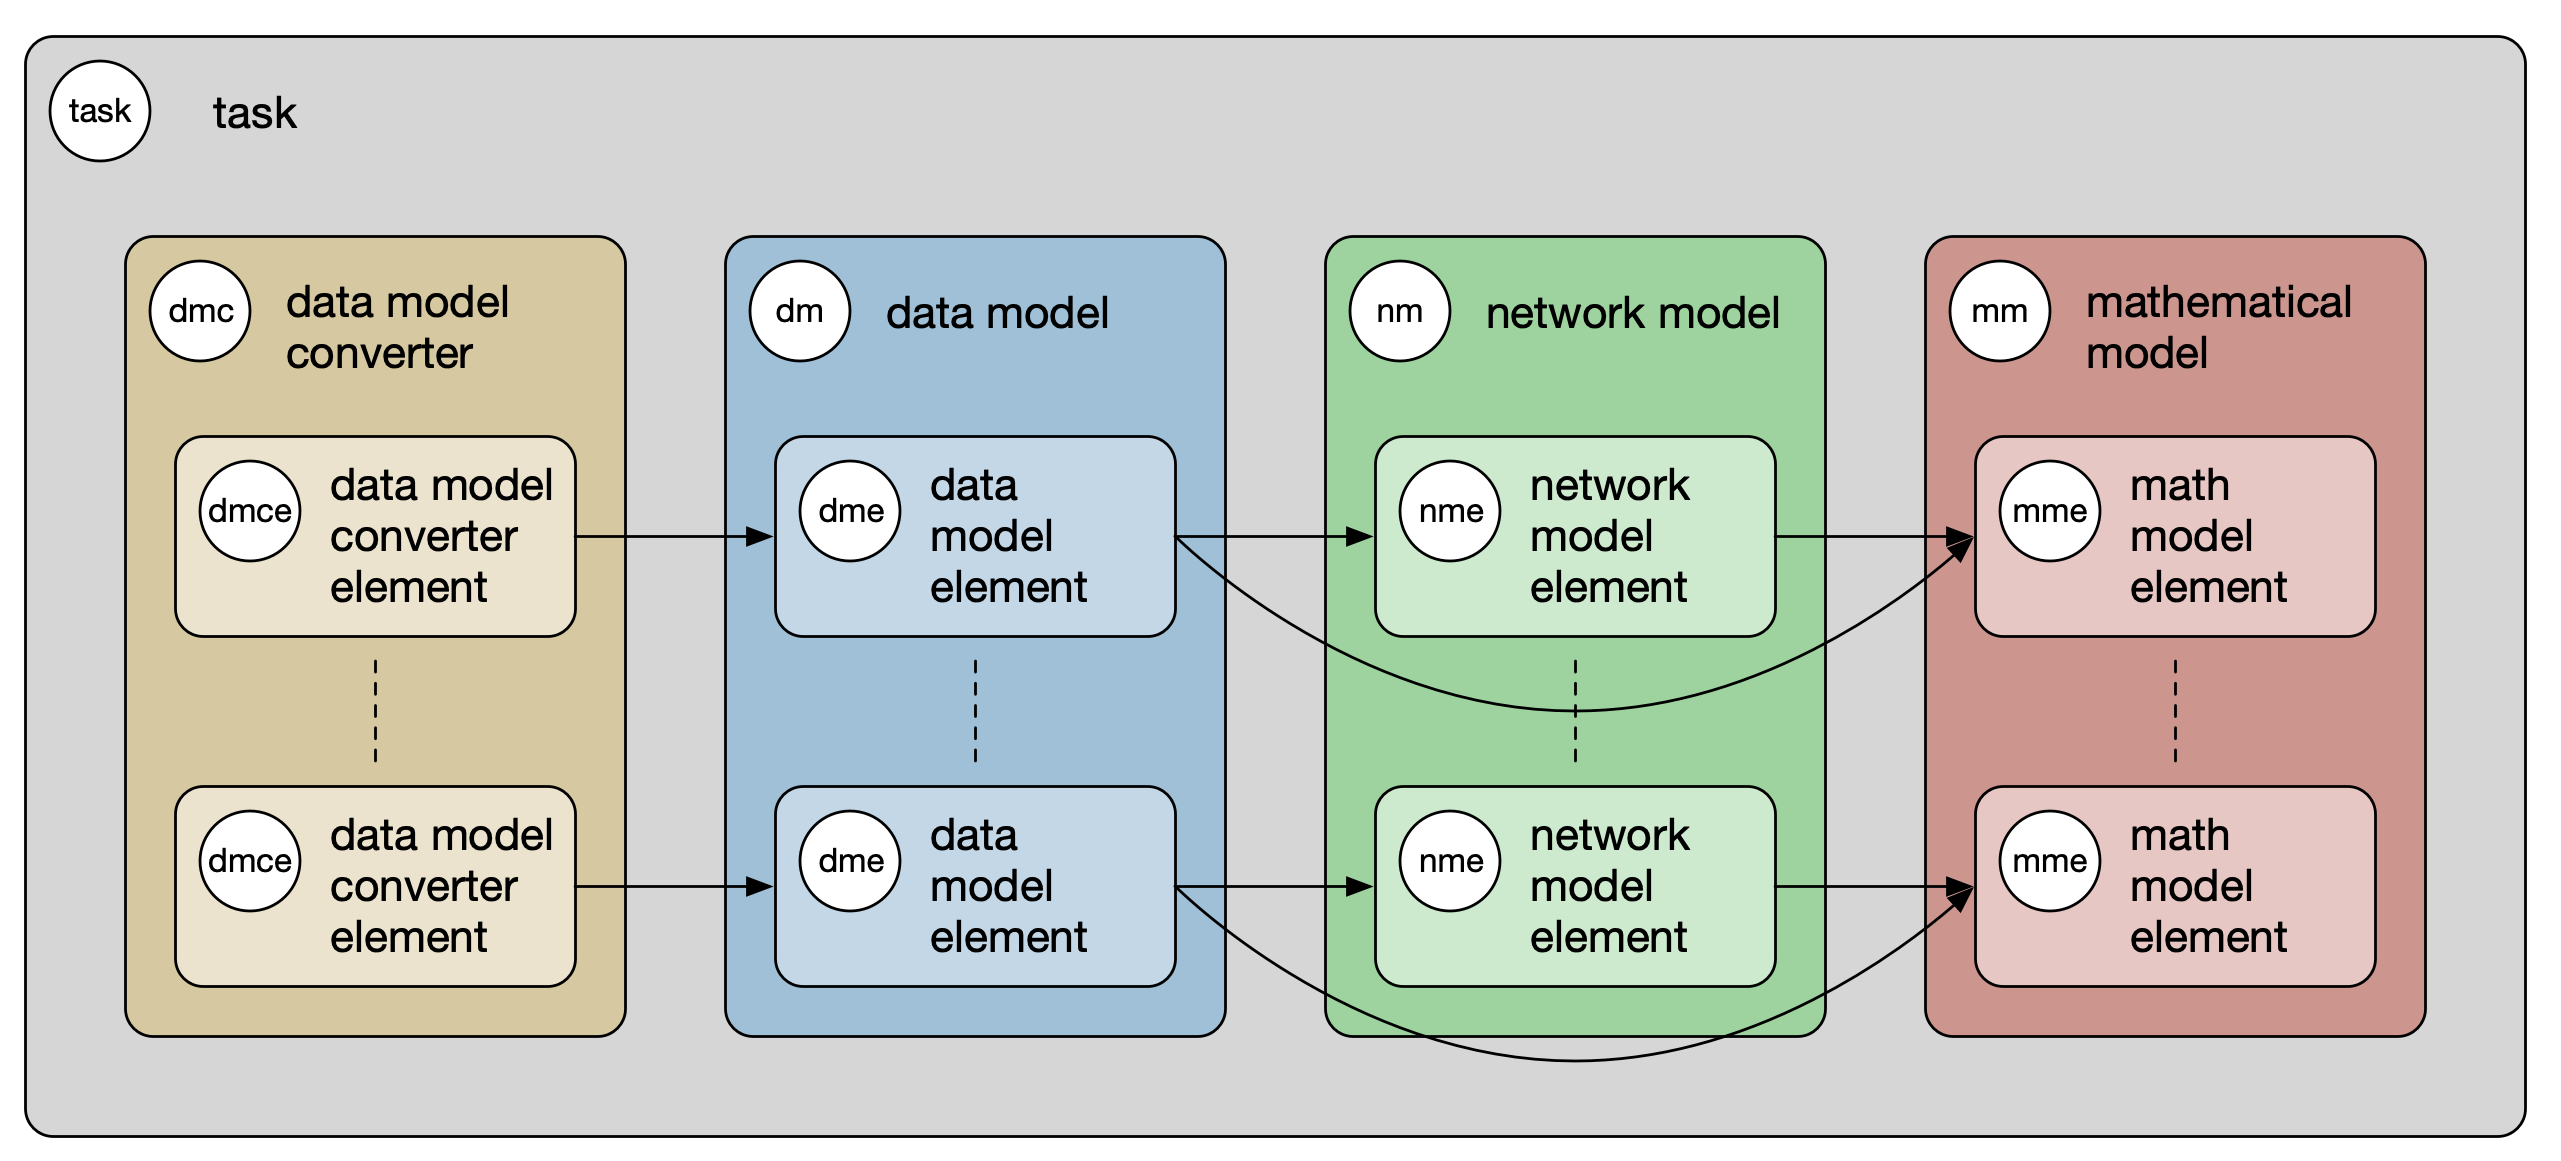 task
task
dmc
data model
converter
dm
data model
nm
network model
mm
mathematical
model
dmce
data model
converter
element
dme
data
model
element
nme
network
model
element
mme
math
model
element
dmce
data model
converter
element
dme
data
model
element
nme
network
model
element
mme
math
model
element